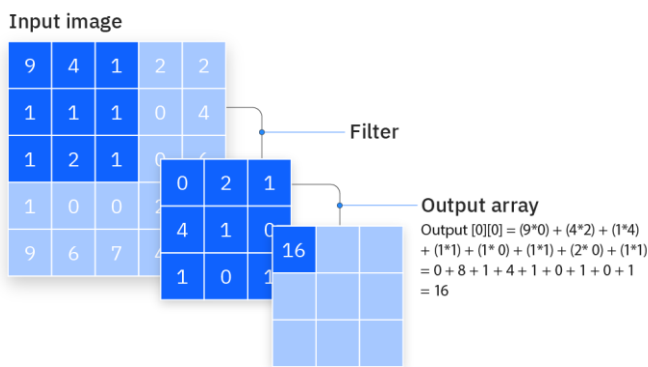 Input image
9 4 1 2 2
1 1 1 0 4
1 2 1 0
1 0 0 2
9 6 7 4
Filter
0 2 1
4 1 0
1 0 1
Output array
16
Output [0][0] = (9*0) + (4*2) + (1*4)
+ (1*1) + (1* 0) + (1*1) + (2* 0) + (1*1)
= 0 + 8 + 1 + 4 + 1 + 0 + 1 + 0 + 1
= 16